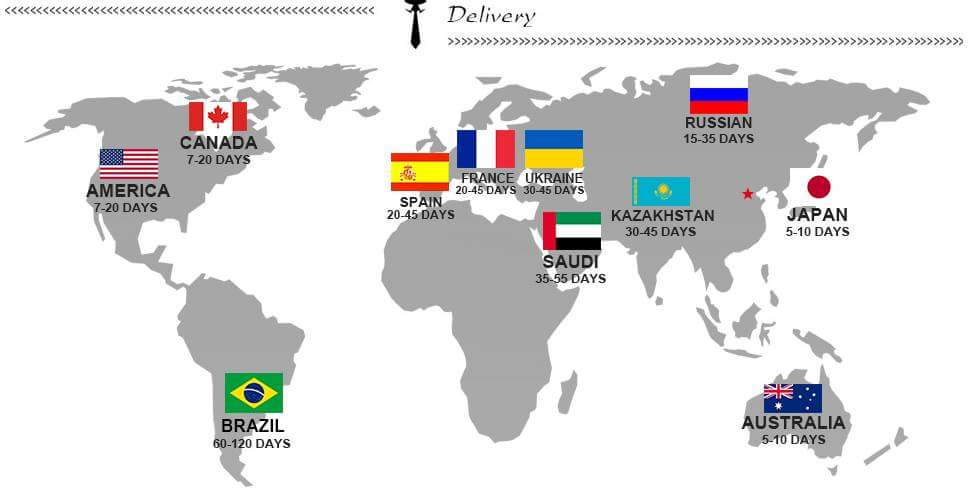 Delivery
CANADA
7-20 DAYS
AMERICA
7-20 DAYS
RUSSIAN
15-35 DAYS
FRANCE
20-45 DAYS
UKRAINE
30-45 DAYS
SPAIN
20-45 DAYS
KAZAKHSTAN
30-45 DAYS
JAPAN
5-10 DAYS
SAUDI
35-55 DAYS
BRAZIL
60-120 DAYS
AUSTRALIA
5-10 DAYS